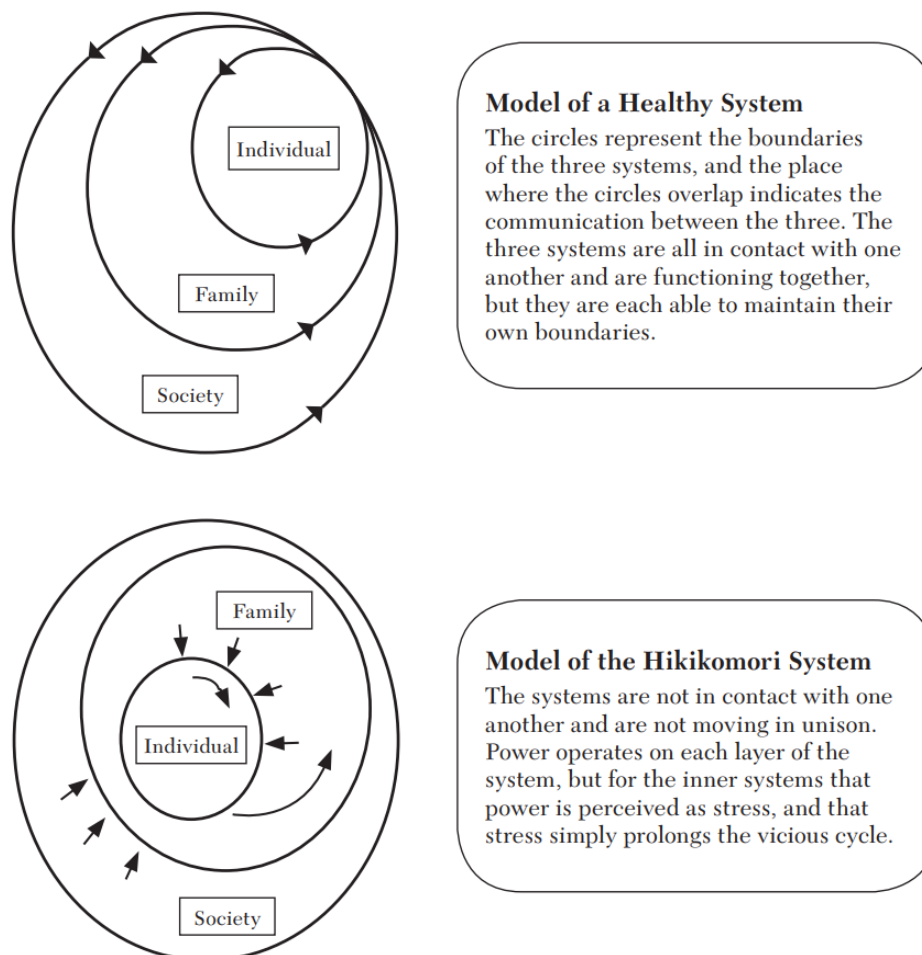 Individual
Family
Society
Model of a Healthy System
The circles represent the boundaries
of the three systems, and the place
where the circles overlap indicates the
communication between the three. The
three systems are all in contact with one
another and are functioning together,
but they are each able to maintain their
own boundaries.
Family
Individual
Society
Model of the Hikikomori System
The systems are not in contact with one
another and are not moving in unison.
Power operates on each layer of the
system, but for the inner systems that
power is perceived as stress, and that
stress simply prolongs the vicious cycle.